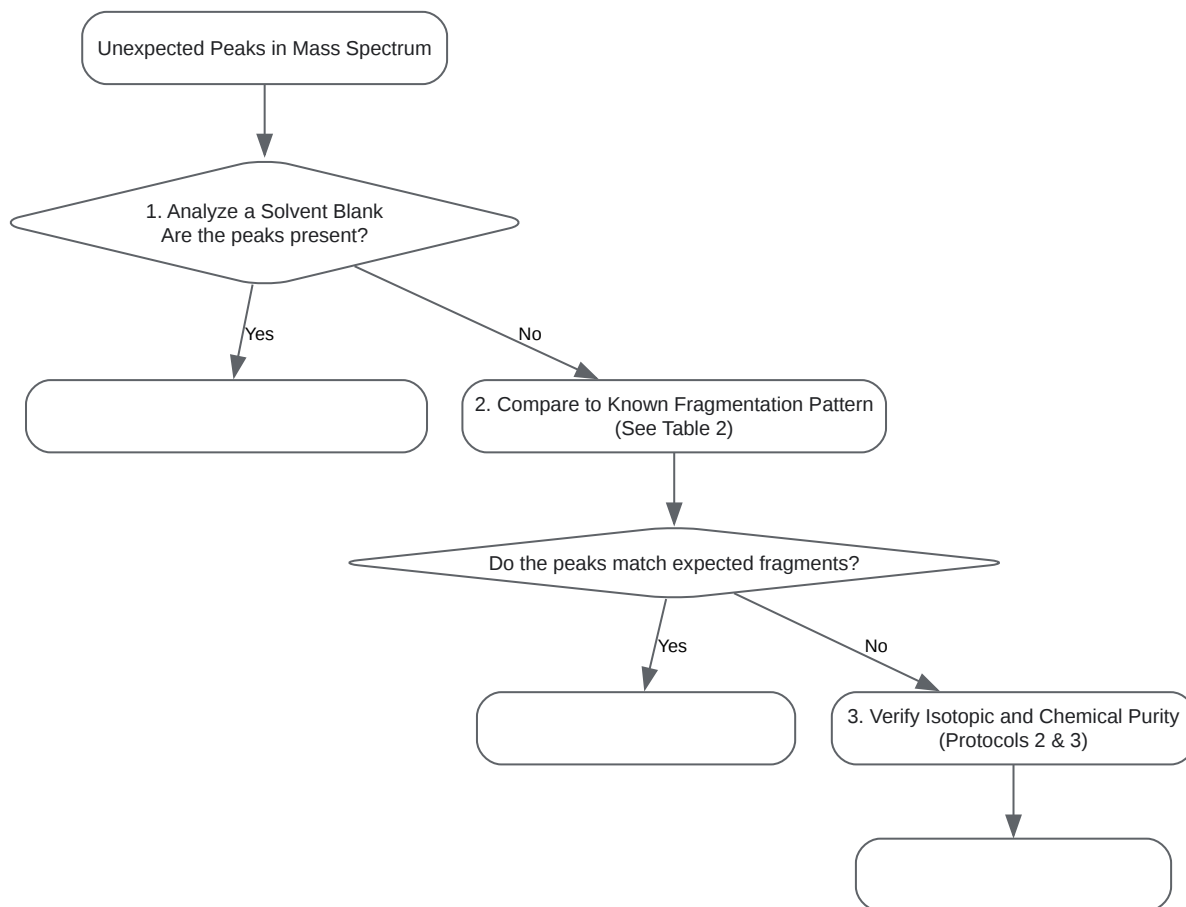 Unexpected Peaks in Mass Spectrum
1. Analyze a Solvent Blank
Are the peaks present?
Yes
No
2. Compare to Known Fragmentation Pattern
(See Table 2)
Do the peaks match expected fragments?
Yes
No
3. Verify Isotopic and Chemical Purity
(Protocols 2 & 3)